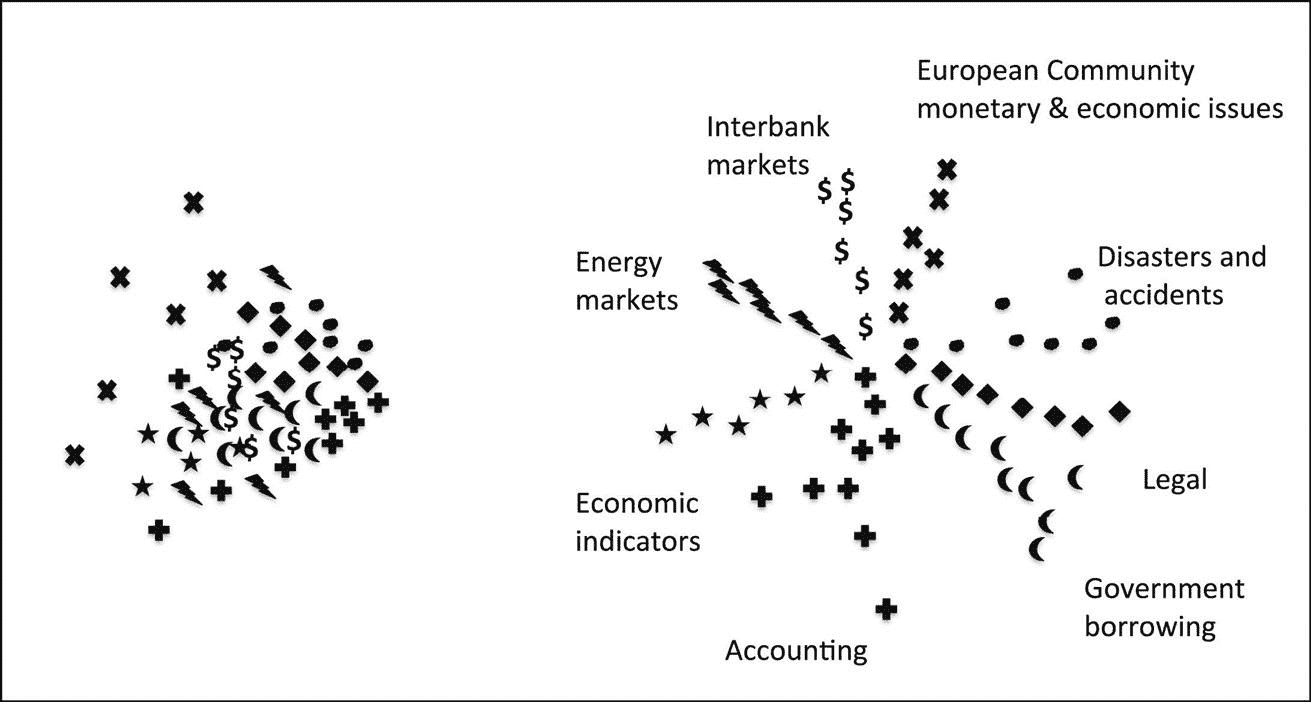 European Community
monetary & economic issues
Interbank
markets
Energy
markets
Disasters and
accidents
Economic
indicators
Legal
Government
borrowing
Accounting